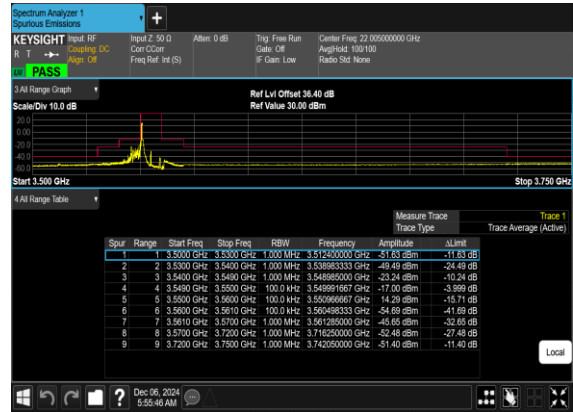 Spectrum Analyzer 1
Spurious Emissions
+
KEYSIGHT Input: RF Input Z: 50 Ω Atten: 0 dB Trig: Free Run Center Freq: 22.005000000 GHz
R T Coupling: DC Corr CCorr Gate: Off Avg|Hold: 100/100
Align: Off Freq Ref: Int (S) IF Gain: Low Radio Std: None
PASS
3 All Range Graph
Ref Lvl Offset 36.40 dB
Scale/Div 10.0 dB Ref Value 30.00 dBm
20.0
0.00
-20.0
-40.0
-60.0
Start 3.500 GHz Stop 3.750 GHz
4 All Range Table
Measure Trace Trace 1
Trace Type Trace Average (Active)
Spur Range Start Freq Stop Freq RBW Frequency Amplitude ΔLimit
1 1 3.5000 GHz 3.5300 GHz 1.000 MHz 3.512400000 GHz -51.63 dBm -11.63 dB
2 2 3.5300 GHz 3.5400 GHz 1.000 MHz 3.538983333 GHz -49.49 dBm -24.49 dB
3 3 3.5400 GHz 3.5490 GHz 1.000 MHz 3.548985000 GHz -23.24 dBm -10.24 dB
4 4 3.5490 GHz 3.5500 GHz 100.0 kHz 3.549991667 GHz -17.00 dBm -3.999 dB
5 5 3.5500 GHz 3.5600 GHz 100.0 kHz 3.550966667 GHz 14.29 dBm -15.71 dB
6 6 3.5600 GHz 3.5610 GHz 100.0 kHz 3.560498333 GHz -54.69 dBm -41.69 dB
7 7 3.5610 GHz 3.5700 GHz 1.000 MHz 3.561285000 GHz -45.65 dBm -32.65 dB
8 8 3.5700 GHz 3.7200 GHz 1.000 MHz 3.716250000 GHz -52.48 dBm -27.48 dB
9 9 3.7200 GHz 3.7500 GHz 1.000 MHz 3.742050000 GHz -51.40 dBm -11.40 dB
Local
? Dec 06, 2024
5:55:46 AM